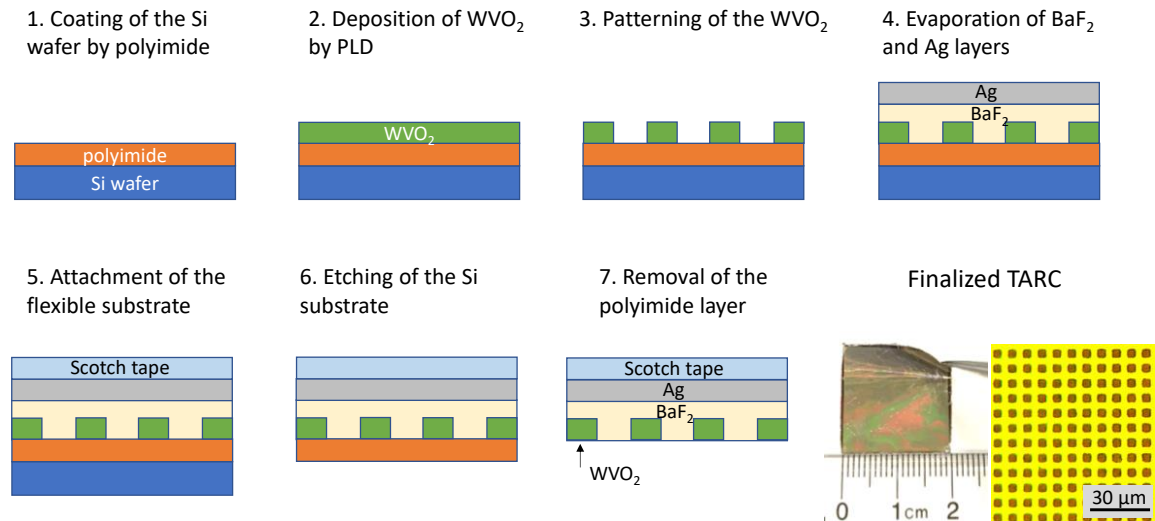 1. Coating of the Si
wafer by polyimide
2. Deposition of WVO₂
by PLD
3. Patterning of the WVO₂
4. Evaporation of BaF₂
and Ag layers
polyimide
Si wafer
WVO₂
Ag
BaF₂
5. Attachment of the
flexible substrate
6. Etching of the Si
substrate
7. Removal of the
polyimide layer
Finalized TARC
Scotch tape
Scotch tape
Ag
BaF₂
WVO₂
0 1 cm 2
30 μm